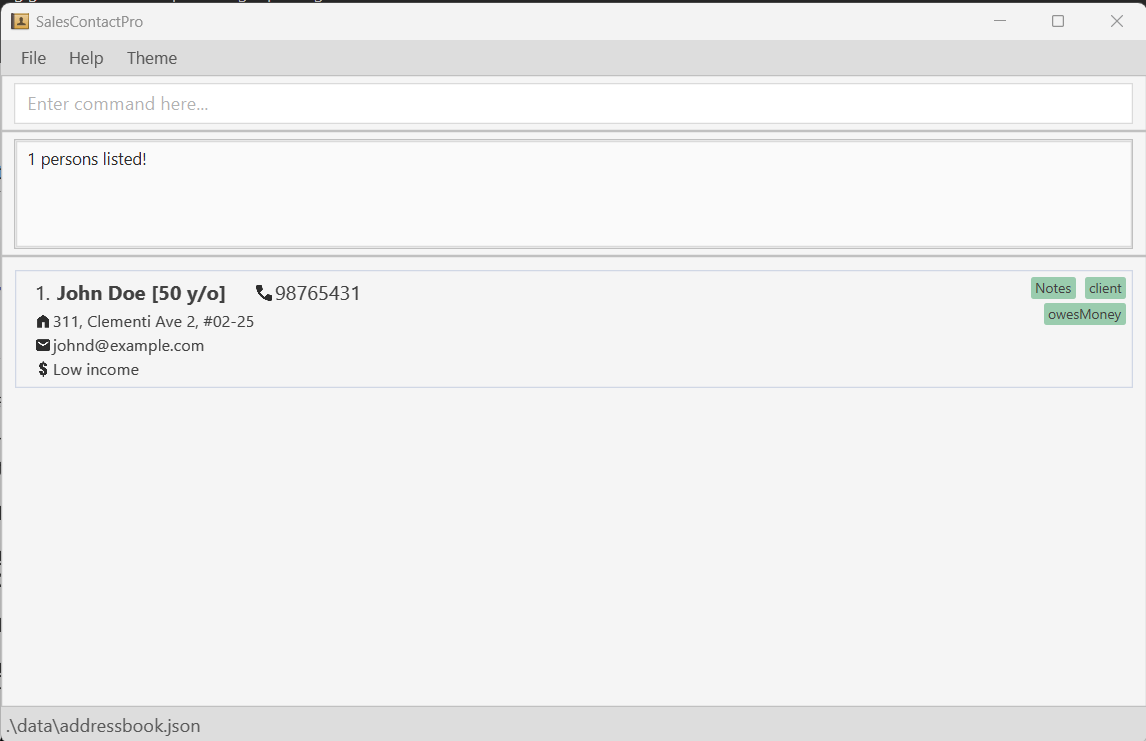 SalesContactPro
File Help Theme
Enter command here...
1 persons listed!
1. John Doe [50 y/o] 98765431
Notes client
owesMoney
311, Clementi Ave 2, #02-25
johnd@example.com
$ Low income
.\data\addressbook.json